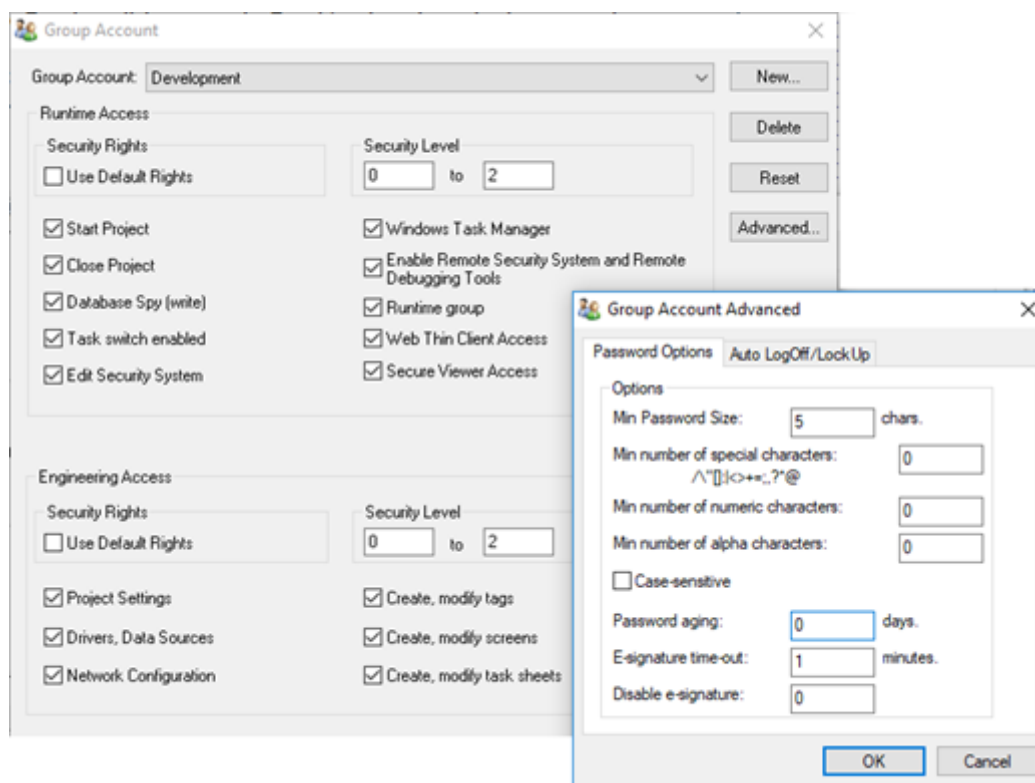 Group Account
Group Account: Development
New...
Runtime Access
Delete
Security Rights
Use Default Rights
Security Level
0 to 2
Reset
Advanced...
Start Project
Close Project
Database Spy (write)
Task switch enabled
Edit Security System
Windows Task Manager
Enable Remote Security System and Remote
Debugging Tools
Runtime group
Web Thin Client Access
Secure Viewer Access
Engineering Access
Security Rights
Use Default Rights
Security Level
0 to 2
Project Settings
Drivers, Data Sources
Network Configuration
Create, modify tags
Create, modify screens
Create, modify task sheets
Group Account Advanced
Password Options
Auto LogOff/LockUp
Options
Min Password Size: 5 chars.
Min number of special characters: 0
/\"[]:|<>+=;,.?*@
Min number of numeric characters: 0
Min number of alpha characters: 0
Case-sensitive
Password aging: 0 days.
E-signature time-out: 1 minutes.
Disable e-signature: 0
OK
Cancel